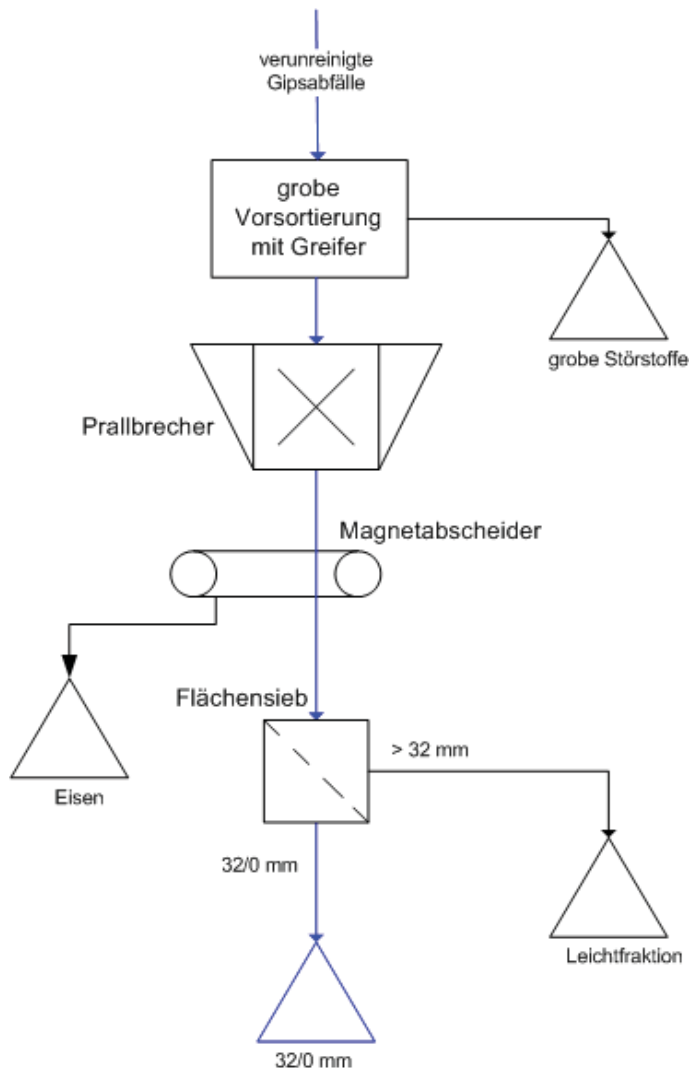 verunreinigte
Gipsabfälle
grobe
Vorsortierung
mit Greifer
grobe Störstoffe
Prallbrecher
Magnetabscheider
Flächensieb
> 32 mm
Eisen
32/0 mm
Leichtfraktion
32/0 mm